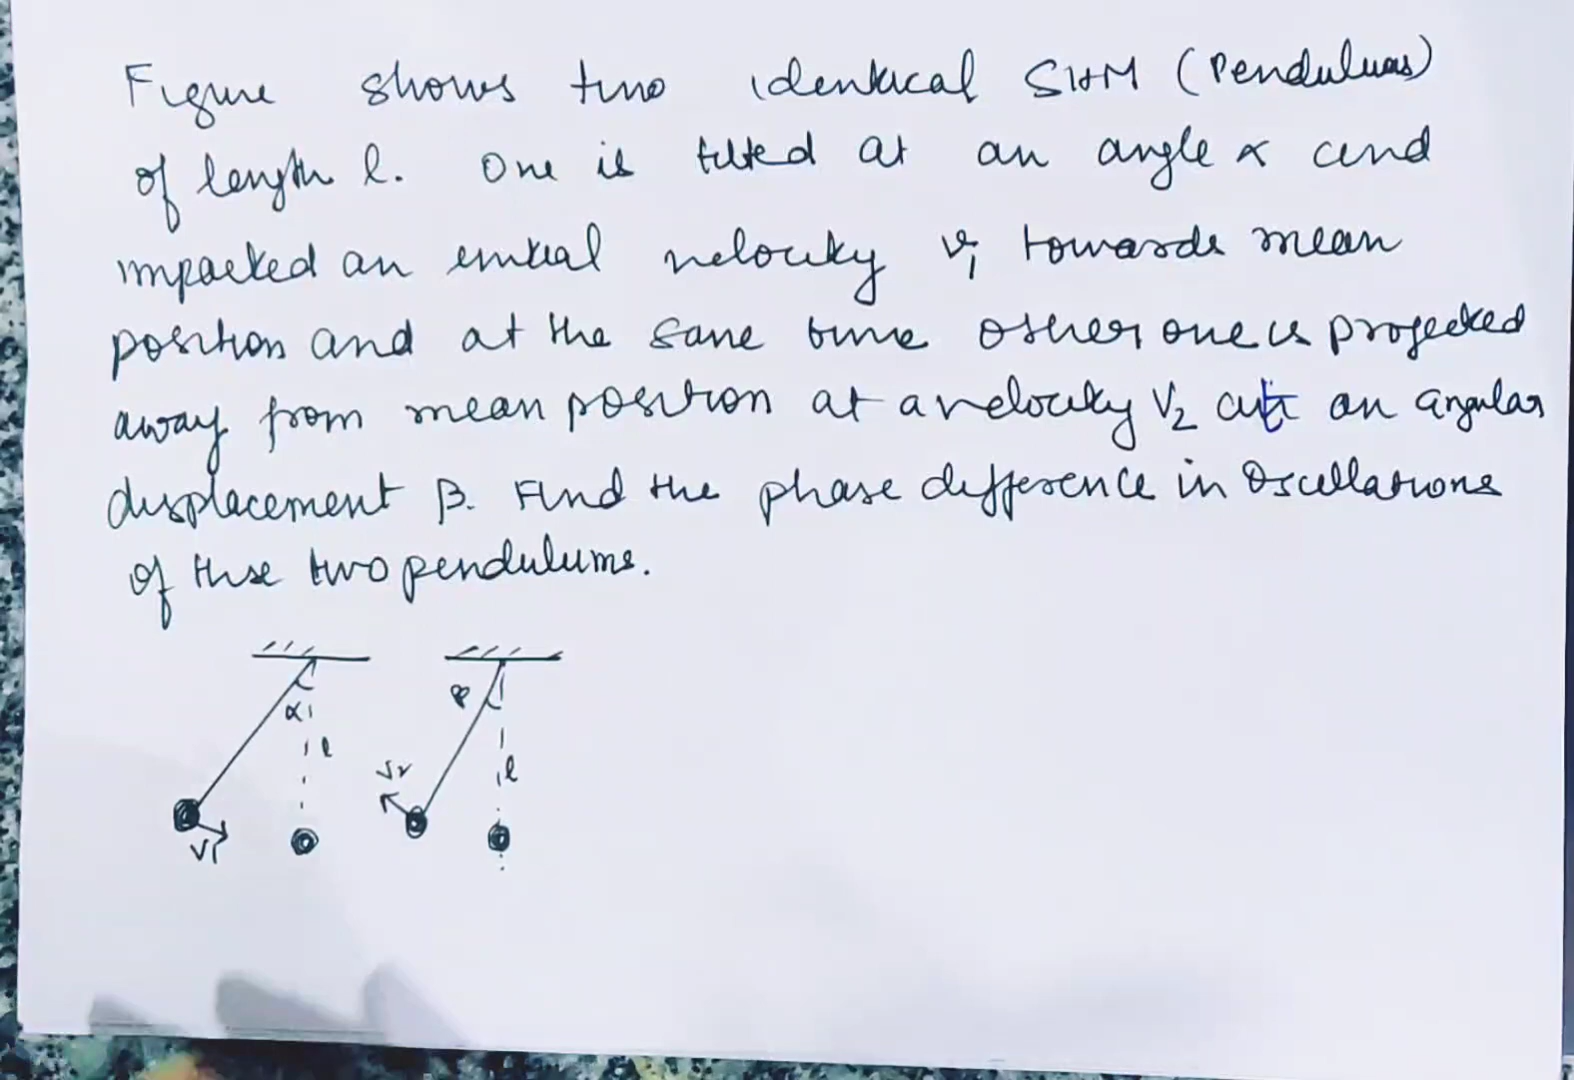 Figure shows two identical SHM (Pendulums)
of length l. One is tilted at an angle α and
imparted an initial velocity v₁ towards mean
position and at the same time other one is projected
away from mean position at a velocity V₂ at an angular
displacement β. Find the phase difference in Oscillations
of thse two pendulums.
α β
l
V₂ l
V₁